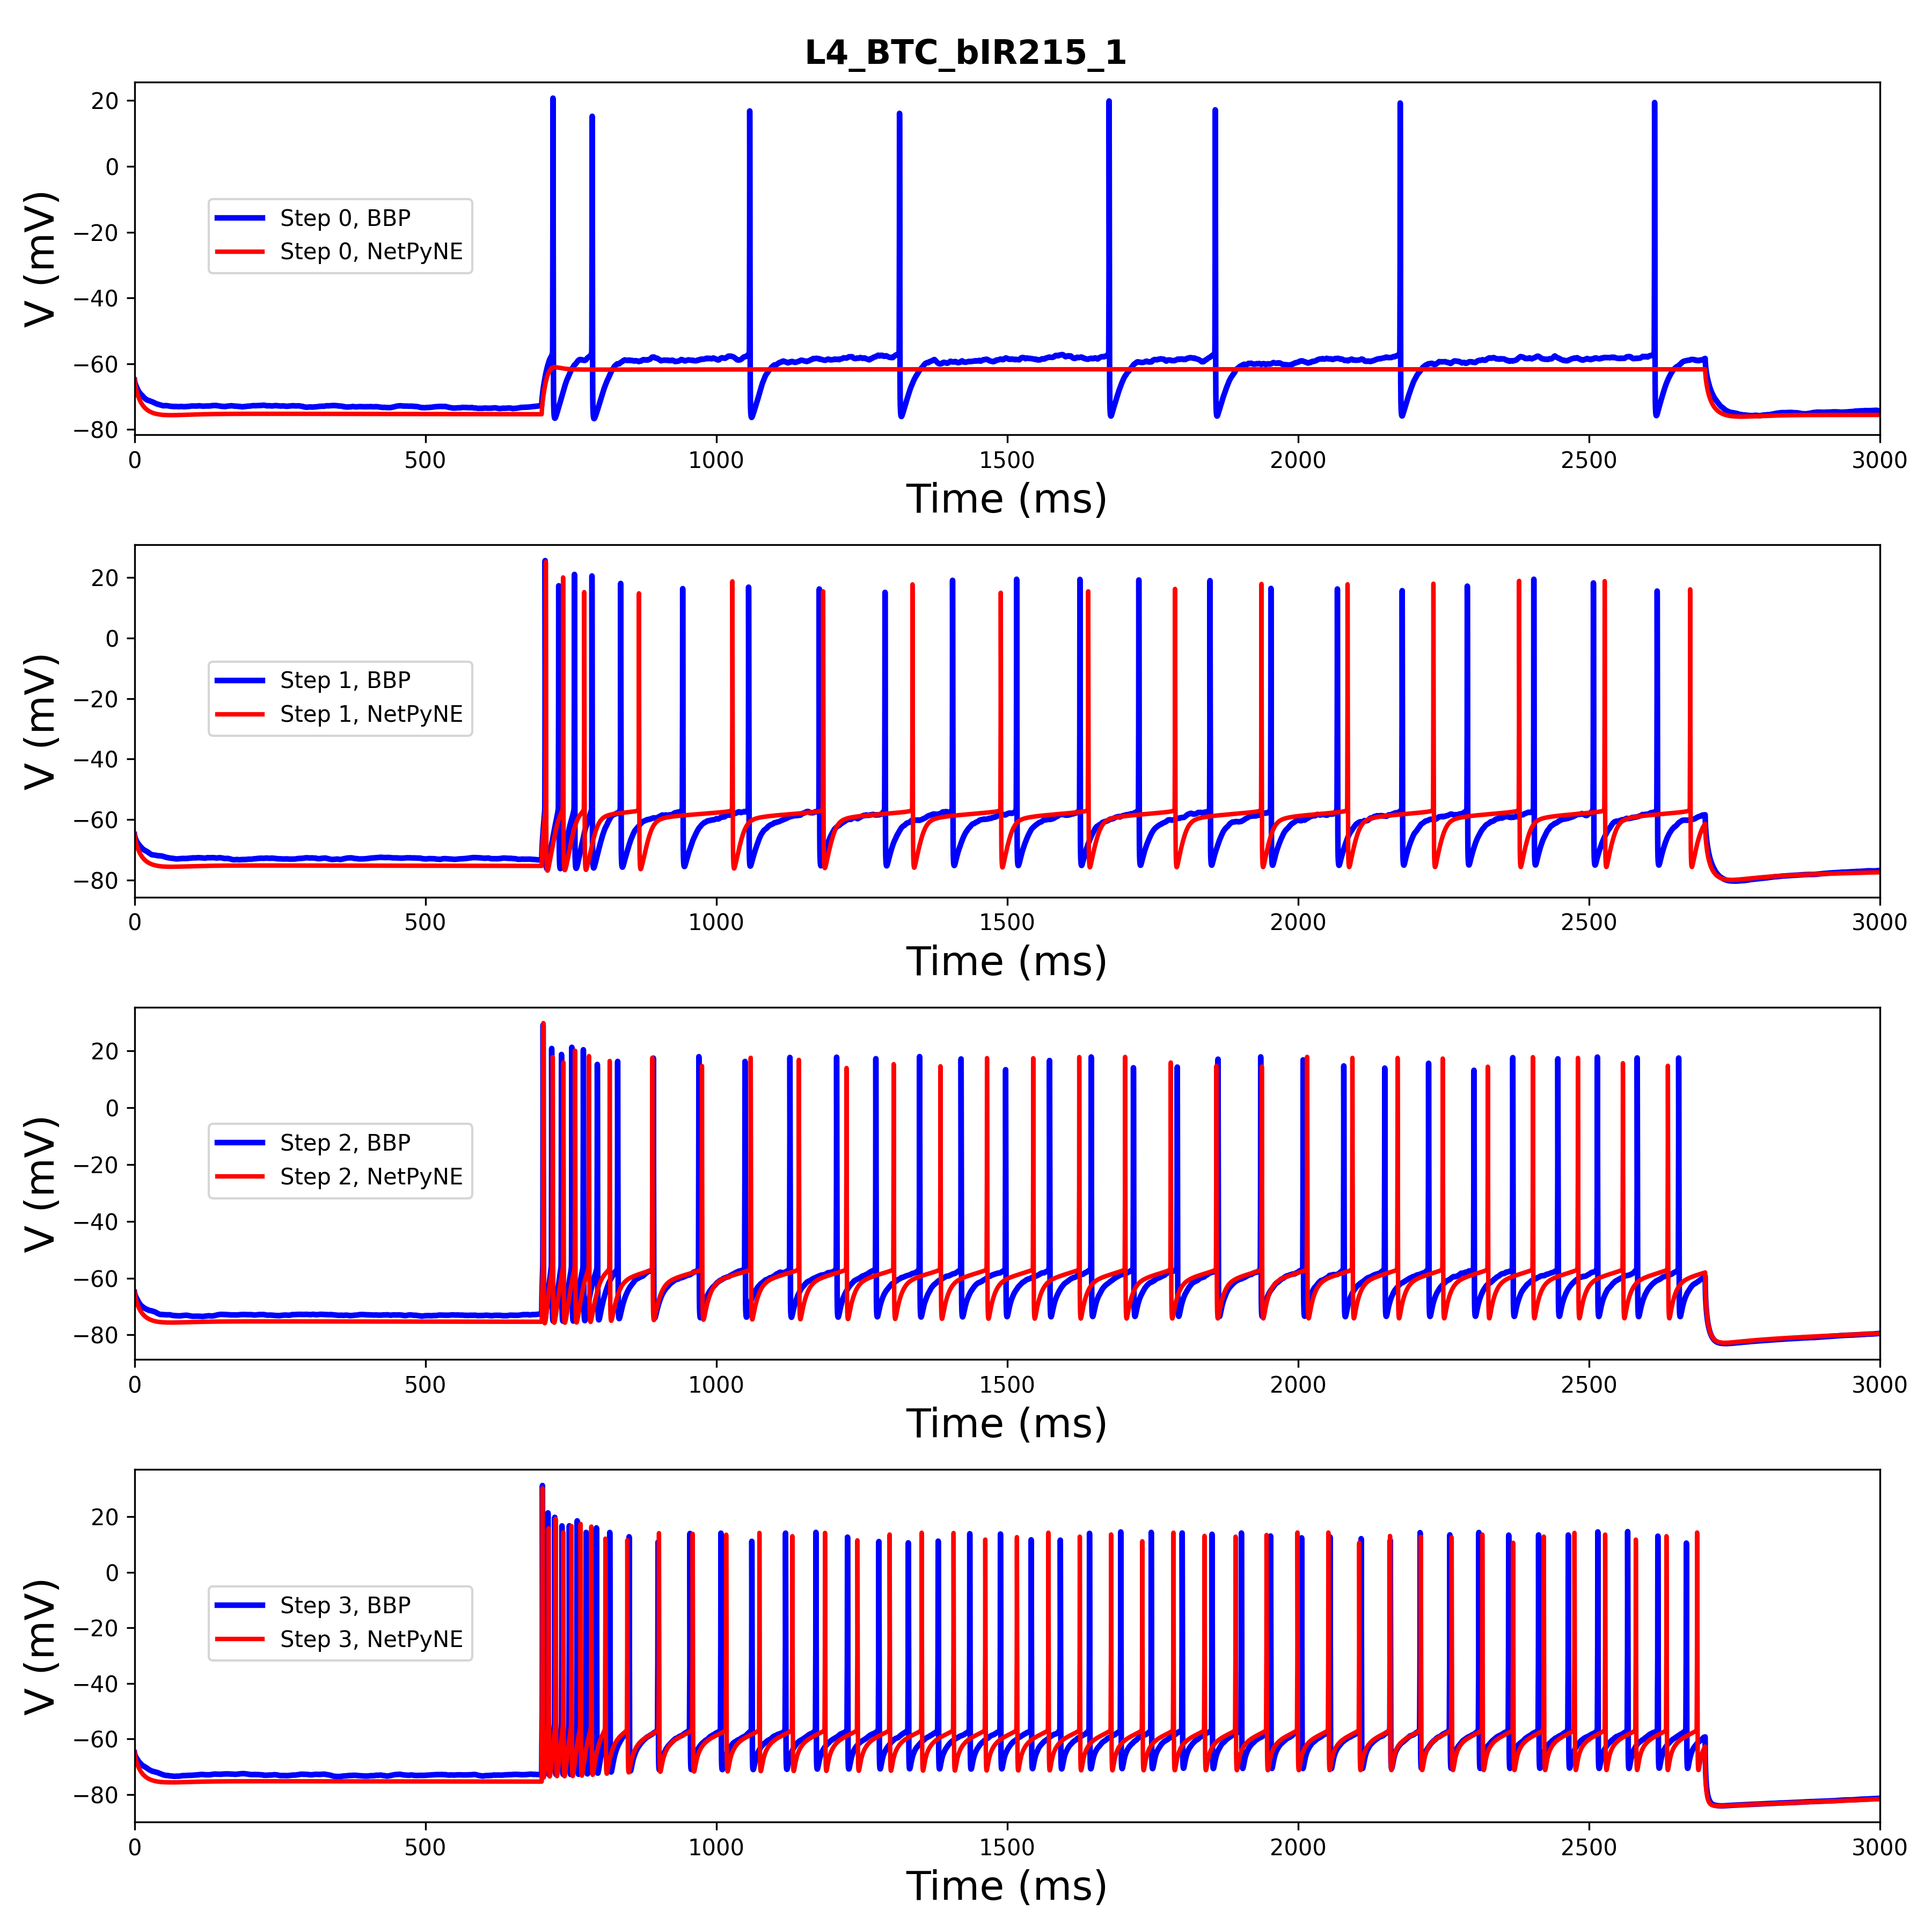 L4_BTC_bIR215_1
20
0
−20
−40
−60
−80
V (mV)
Step 0, BBP
Step 0, NetPyNE
0 500 1000 1500 2000 2500 3000
Time (ms)
20
0
−20
−40
−60
−80
V (mV)
Step 1, BBP
Step 1, NetPyNE
0 500 1000 1500 2000 2500 3000
Time (ms)
20
0
−20
−40
−60
−80
V (mV)
Step 2, BBP
Step 2, NetPyNE
0 500 1000 1500 2000 2500 3000
Time (ms)
20
0
−20
−40
−60
−80
V (mV)
Step 3, BBP
Step 3, NetPyNE
0 500 1000 1500 2000 2500 3000
Time (ms)